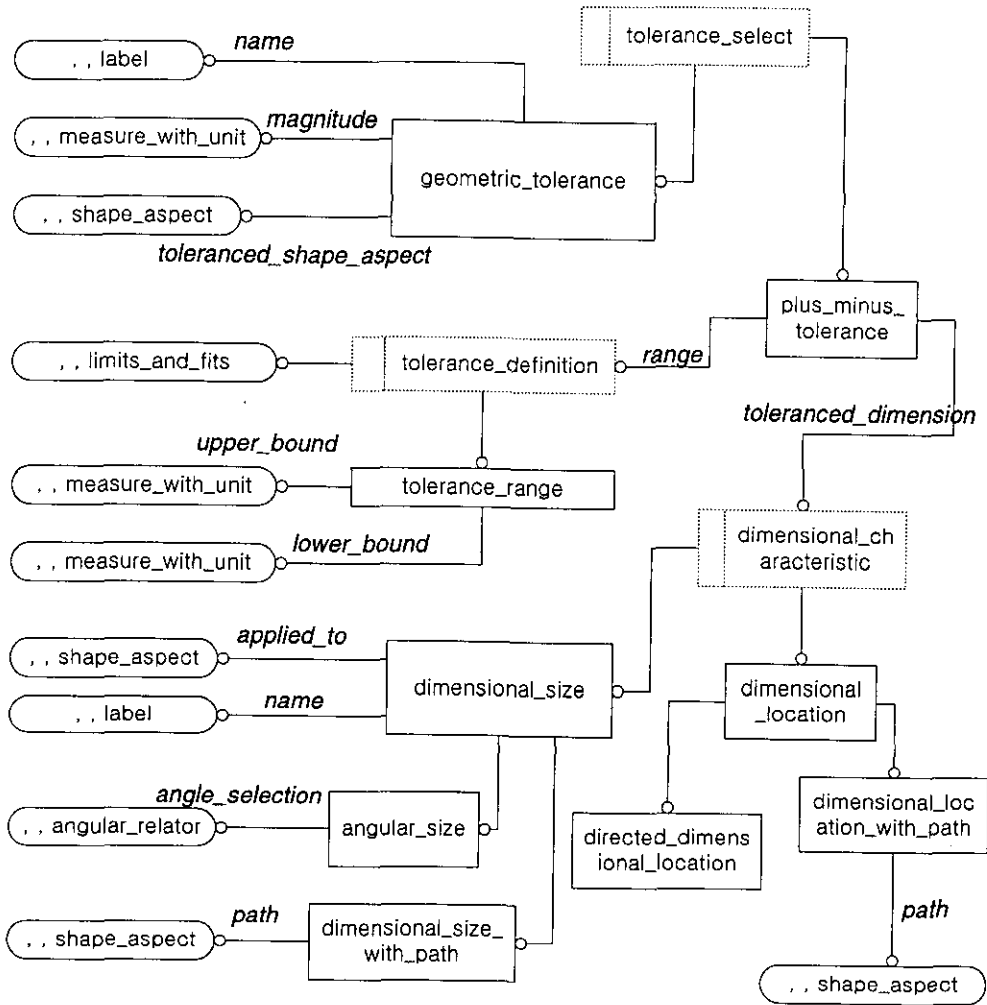 name
tolerance_select
, , label
magnitude
, , measure_with_unit
geometric_tolerance
, , shape_aspect
toleranced_shape_aspect
plus_minus_
tolerance
range
, , limits_and_fits
tolerance_definition
toleranced_dimension
upper_bound
, , measure_with_unit
tolerance_range
lower_bound
, , measure_with_unit
dimensional_ch
aracteristic
applied_to
, , shape_aspect
dimensional_size
name
, , label
dimensional
_location
angle_selection
, , angular_relator
angular_size
directed_dimens
ional_location
dimensional_loc
ation_with_path
path
, , shape_aspect
dimensional_size_
with_path
path
, , shape_aspect